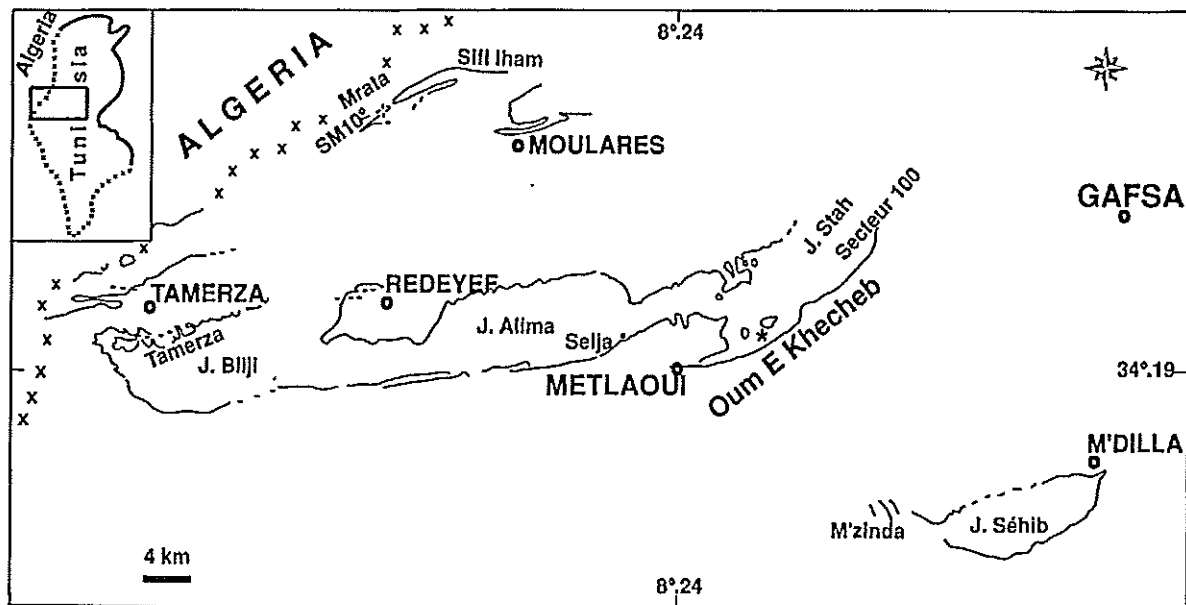 8°.24
Algeria
Tunisia
ALGERIA
Sifi Iham
Mrata
SM10°
MOULARES
GAFSA
J. Stah
Secteur 100
TAMERZA
REDEYEF
Tamerza
J. Bliji
J. Alima
Selja
METLAOUI
Oum E Khecheb
34°.19
M'DILLA
M'zinda
J. Séhib
4 km
8°.24